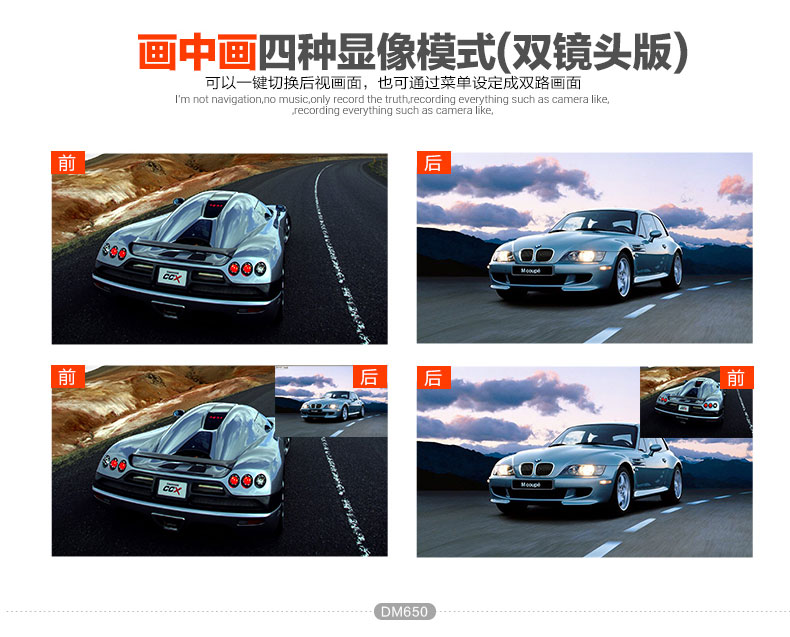 画中画四种显像模式(双镜头版)
可以一键切换后视画面，也可通过菜单设定成双路画面
I'm not navigation,no music,only record the truth,recording everything such as camera like,
,recording everything such as camera like,
前
后
CCX
M coupé
前
后
后
前
CCX
M coupé
DM650